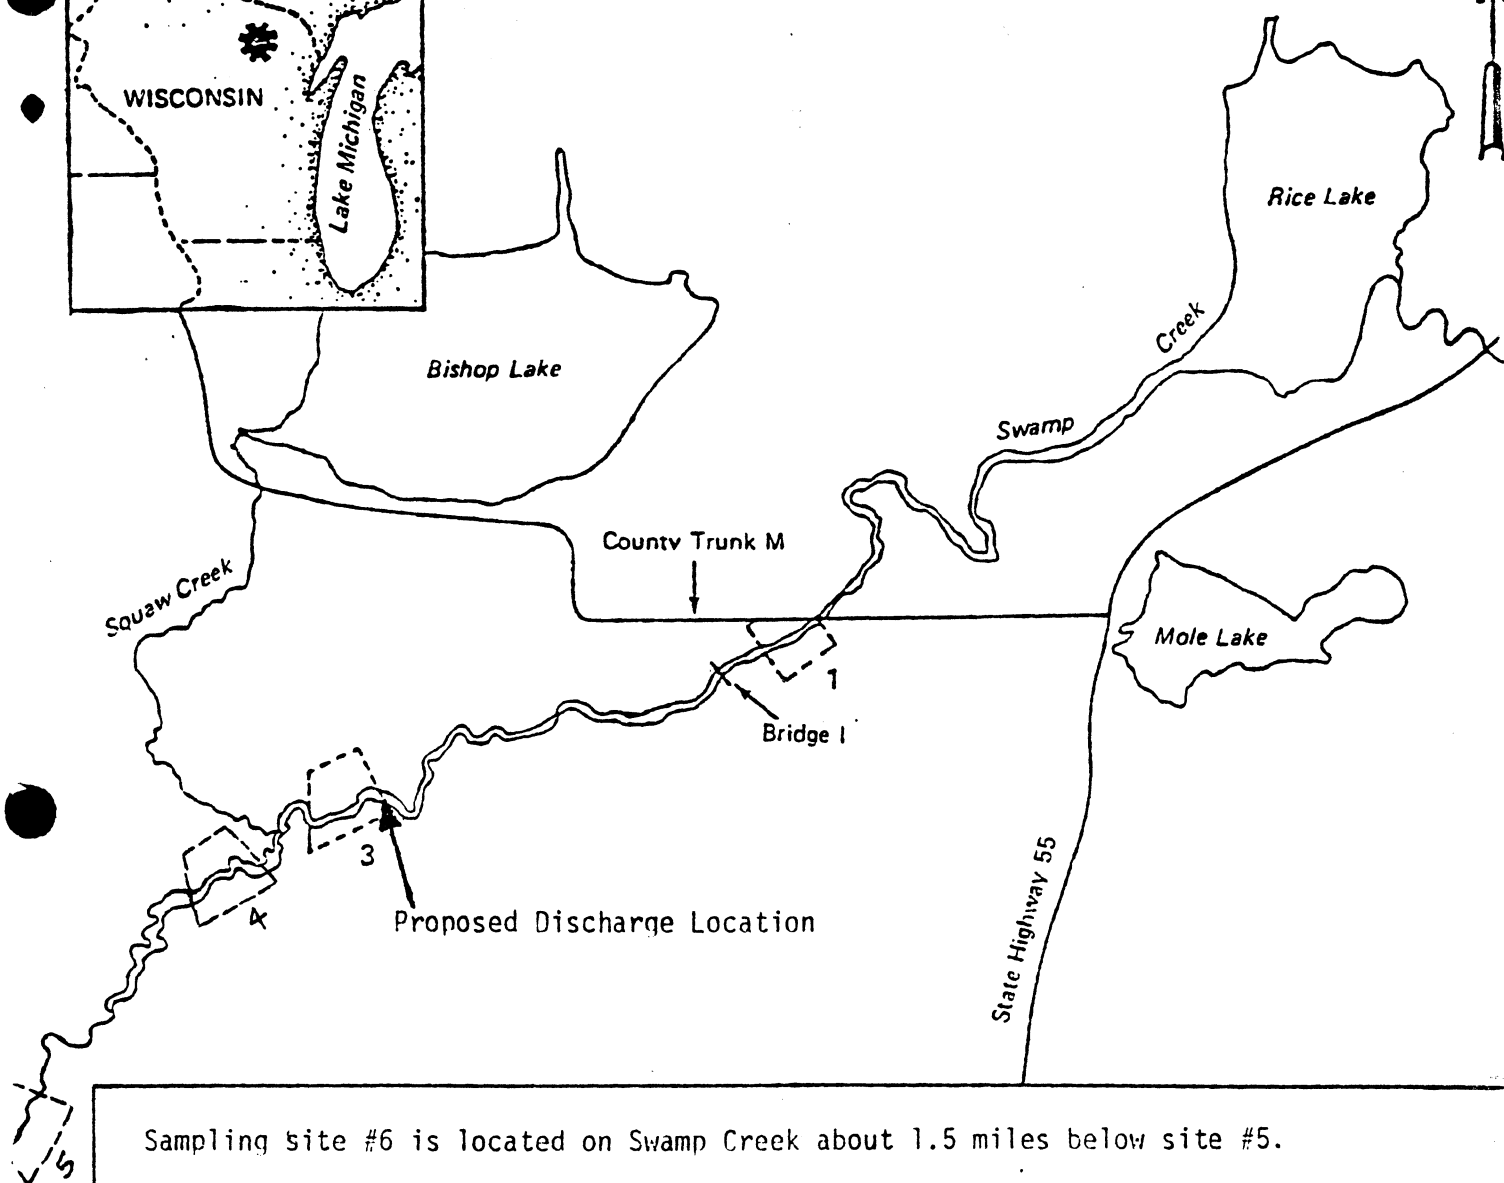 WISCONSIN
Lake Michigan
Rice Lake
Bishop Lake
Creek
Swamp
County Trunk M
Squaw Creek
Mole Lake
1
Bridge I
3
4
Proposed Discharge Location
State Highway 55
5
Sampling site #6 is located on Swamp Creek about 1.5 miles below site #5.